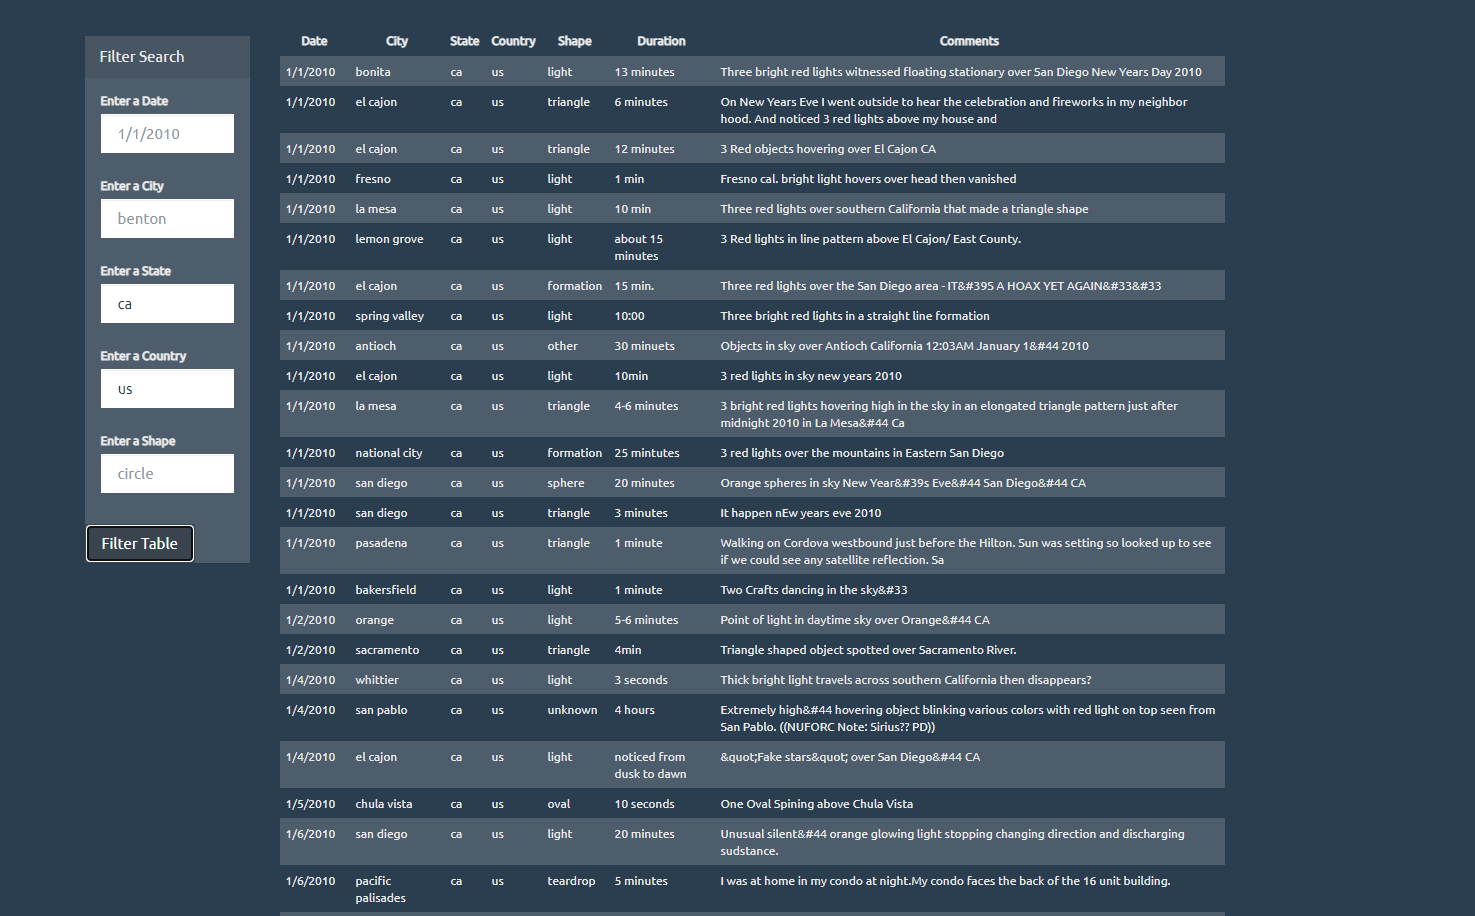 Filter Search
Enter a Date
1/1/2010
Enter a City
benton
Enter a State
ca
Enter a Country
us
Enter a Shape
circle
Filter Table
Date City State Country Shape Duration Comments
1/1/2010 bonita ca us light 13 minutes Three bright red lights witnessed floating stationary over San Diego New Years Day 2010
1/1/2010 el cajon ca us triangle 6 minutes On New Years Eve I went outside to hear the celebration and fireworks in my neighbor
hood. And noticed 3 red lights above my house and
1/1/2010 el cajon ca us triangle 12 minutes 3 Red objects hovering over El Cajon CA
1/1/2010 fresno ca us light 1 min Fresno cal. bright light hovers over head then vanished
1/1/2010 la mesa ca us light 10 min Three red lights over southern California that made a triangle shape
1/1/2010 lemon grove ca us light about 15 3 Red lights in line pattern above El Cajon/ East County.
minutes
1/1/2010 el cajon ca us formation 15 min. Three red lights over the San Diego area - IT&#39S A HOAX YET AGAIN&#33&#33
1/1/2010 spring valley ca us light 10:00 Three bright red lights in a straight line formation
1/1/2010 antioch ca us other 30 minuets Objects in sky over Antioch California 12:03AM January 1&#44 2010
1/1/2010 el cajon ca us light 10min 3 red lights in sky new years 2010
1/1/2010 la mesa ca us triangle 4-6 minutes 3 bright red lights hovering high in the sky in an elongated triangle pattern just after
midnight 2010 in La Mesa&#44 Ca
1/1/2010 national city ca us formation 25 mintutes 3 red lights over the mountains in Eastern San Diego
1/1/2010 san diego ca us sphere 20 minutes Orange spheres in sky New Year&#39s Eve&#44 San Diego&#44 CA
1/1/2010 san diego ca us triangle 3 minutes It happen nEw years eve 2010
1/1/2010 pasadena ca us triangle 1 minute Walking on Cordova westbound just before the Hilton. Sun was setting so looked up to see
if we could see any satellite reflection. Sa
1/1/2010 bakersfield ca us light 1 minute Two Crafts dancing in the sky&#33
1/2/2010 orange ca us light 5-6 minutes Point of light in daytime sky over Orange&#44 CA
1/2/2010 sacramento ca us triangle 4min Triangle shaped object spotted over Sacramento River.
1/4/2010 whittier ca us light 3 seconds Thick bright light travels across southern California then disappears?
1/4/2010 san pablo ca us unknown 4 hours Extremely high&#44 hovering object blinking various colors with red light on top seen from
San Pablo. ((NUFORC Note: Sirius?? PD))
1/4/2010 el cajon ca us light noticed from &quot;Fake stars&quot; over San Diego&#44 CA
dusk to dawn
1/5/2010 chula vista ca us oval 10 seconds One Oval Spining above Chula Vista
1/6/2010 san diego ca us light 20 minutes Unusual silent&#44 orange glowing light stopping changing direction and discharging
sudstance.
1/6/2010 pacific ca us teardrop 5 minutes I was at home in my condo at night.My condo faces the back of the 16 unit building.
palisades